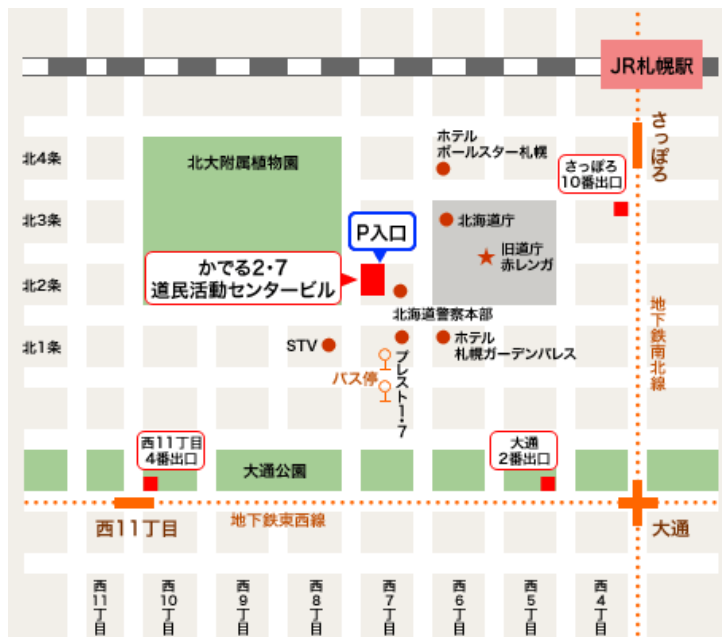 JR札幌駅
さっぽろ
北4条
北大附属植物園
ホテル
ポールスター札幌
さっぽろ
10番出口
北3条
P入口
北海道庁
旧道庁
赤レンガ
かでる2・7
道民活動センタービル
北2条
北海道警察本部
地下鉄南北線
北1条
STV
ホテル
札幌ガーデンパレス
バス停
プレスト1・7
西11丁目
4番出口
大通公園
大通
2番出口
西11丁目
地下鉄東西線
大通
西11丁目
西10丁目
西9丁目
西8丁目
西7丁目
西6丁目
西5丁目
西4丁目